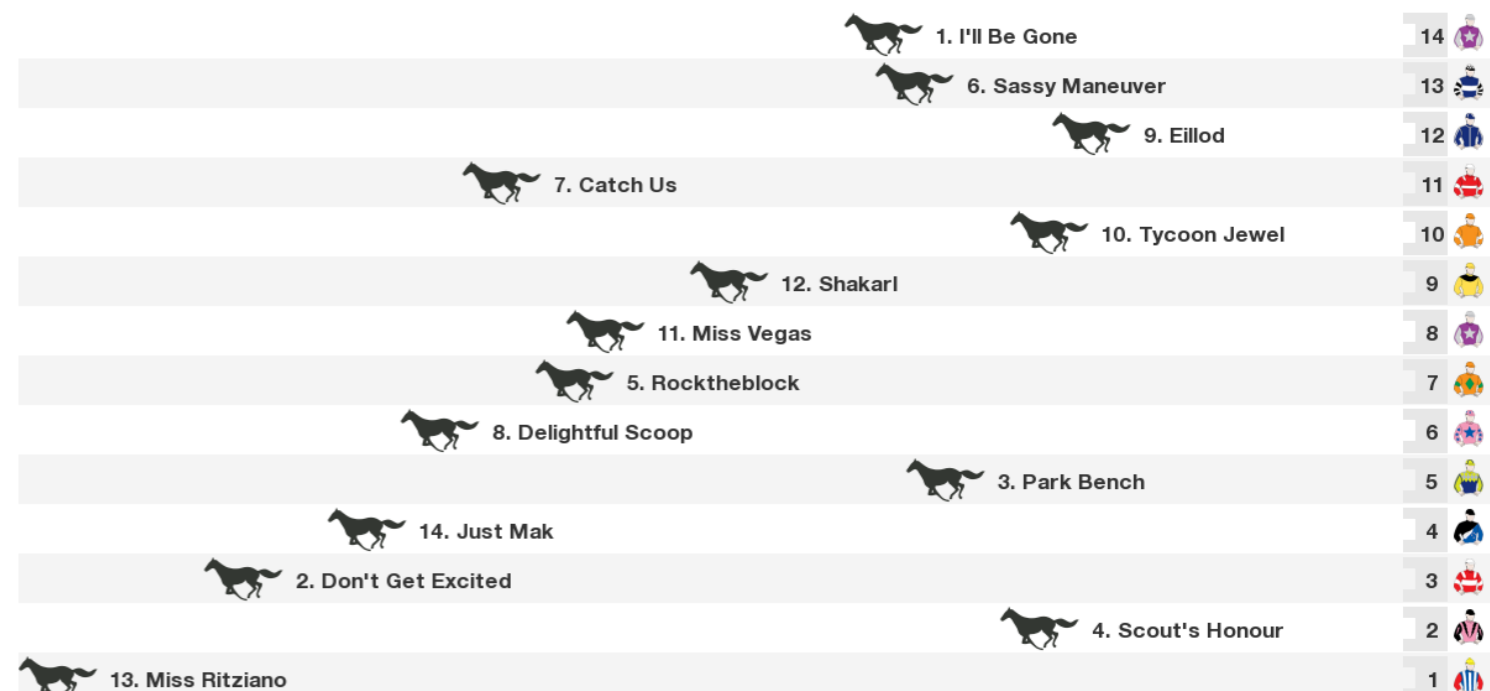 1. I'll Be Gone 14
6. Sassy Maneuver 13
9. Eillod 12
7. Catch Us 11
10. Tycoon Jewel 10
12. Shakarl 9
11. Miss Vegas 8
5. Rocktheblock 7
8. Delightful Scoop 6
3. Park Bench 5
14. Just Mak 4
2. Don't Get Excited 3
4. Scout's Honour 2
13. Miss Ritziano 1